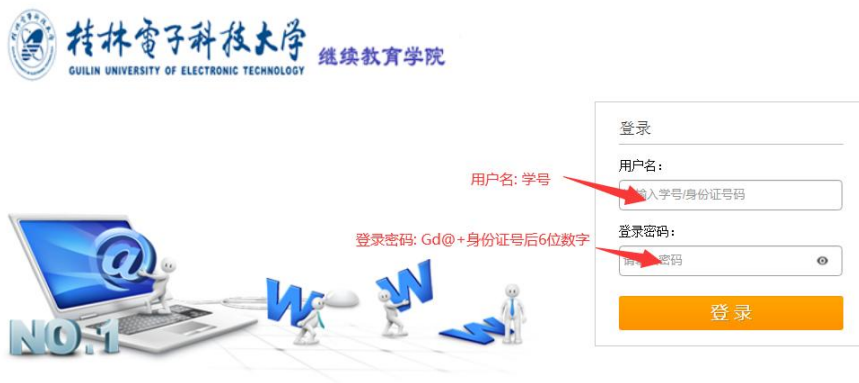 桂林电子科技大学
GUILIN UNIVERSITY OF ELECTRONIC TECHNOLOGY
继续教育学院
登录
用户名：
用户名: 学号
输入学号/身份证号码
登录密码：
登录密码: Gd@+身份证号后6位数字
密码
登 录
@
W
W
W
NO.1